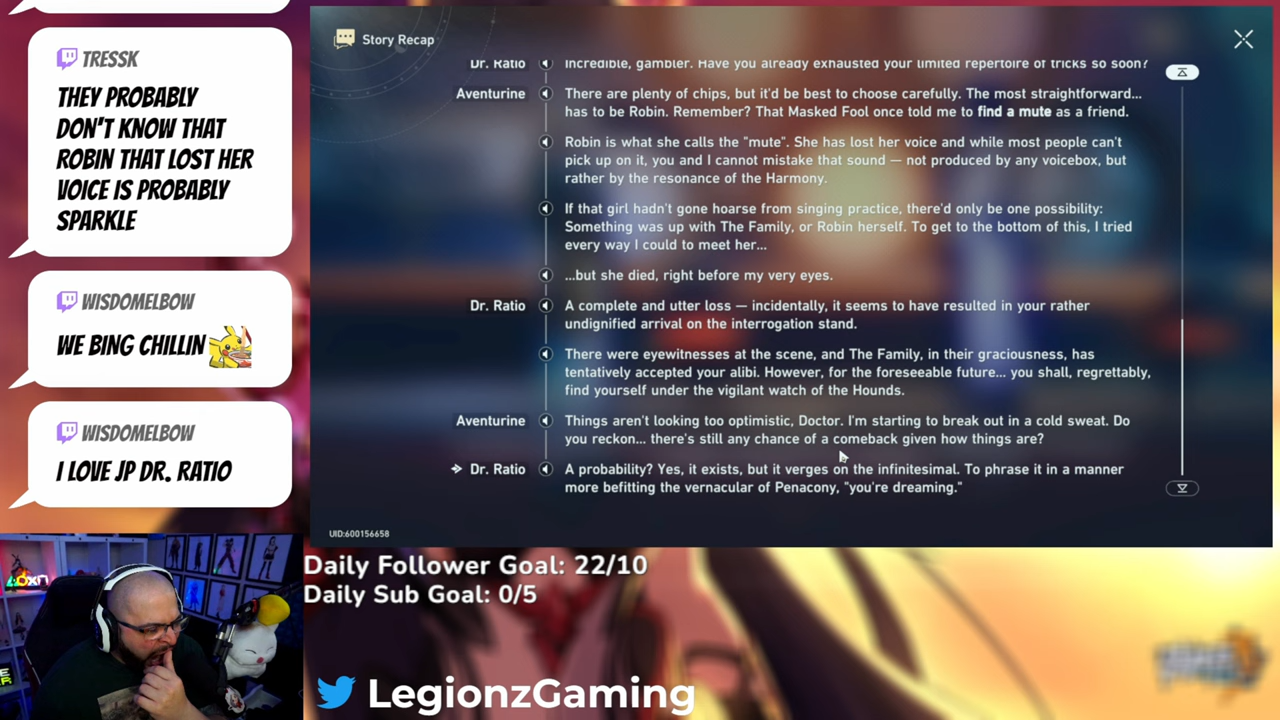 TRESSK
THEY PROBABLY
DON'T KNOW THAT
ROBIN THAT LOST HER
VOICE IS PROBABLY
SPARKLE
WISDOMELBOW
WE BING CHILLIN
WISDOMELBOW
I LOVE JP DR. RATIO
Story Recap
Dr. Ratio Incredible, gambler. Have you already exhausted your limited repertoire of tricks so soon?
Aventurine There are plenty of chips, but it'd be best to choose carefully. The most straightforward...
has to be Robin. Remember? That Masked Fool once told me to find a mute as a friend.
Robin is what she calls the "mute". She has lost her voice and while most people can't
pick up on it, you and I cannot mistake that sound — not produced by any voicebox, but
rather by the resonance of the Harmony.
If that girl hadn't gone hoarse from singing practice, there'd only be one possibility:
Something was up with The Family, or Robin herself. To get to the bottom of this, I tried
every way I could to meet her...
...but she died, right before my very eyes.
Dr. Ratio A complete and utter loss — incidentally, it seems to have resulted in your rather
undignified arrival on the interrogation stand.
There were eyewitnesses at the scene, and The Family, in their graciousness, has
tentatively accepted your alibi. However, for the foreseeable future... you shall, regrettably,
find yourself under the vigilant watch of the Hounds.
Aventurine Things aren't looking too optimistic, Doctor. I'm starting to break out in a cold sweat. Do
you reckon... there's still any chance of a comeback given how things are?
Dr. Ratio A probability? Yes, it exists, but it verges on the infinitesimal. To phrase it in a manner
more befitting the vernacular of Penacony, "you're dreaming."
UID:600156658
Daily Follower Goal: 22/10
Daily Sub Goal: 0/5
LegionzGaming